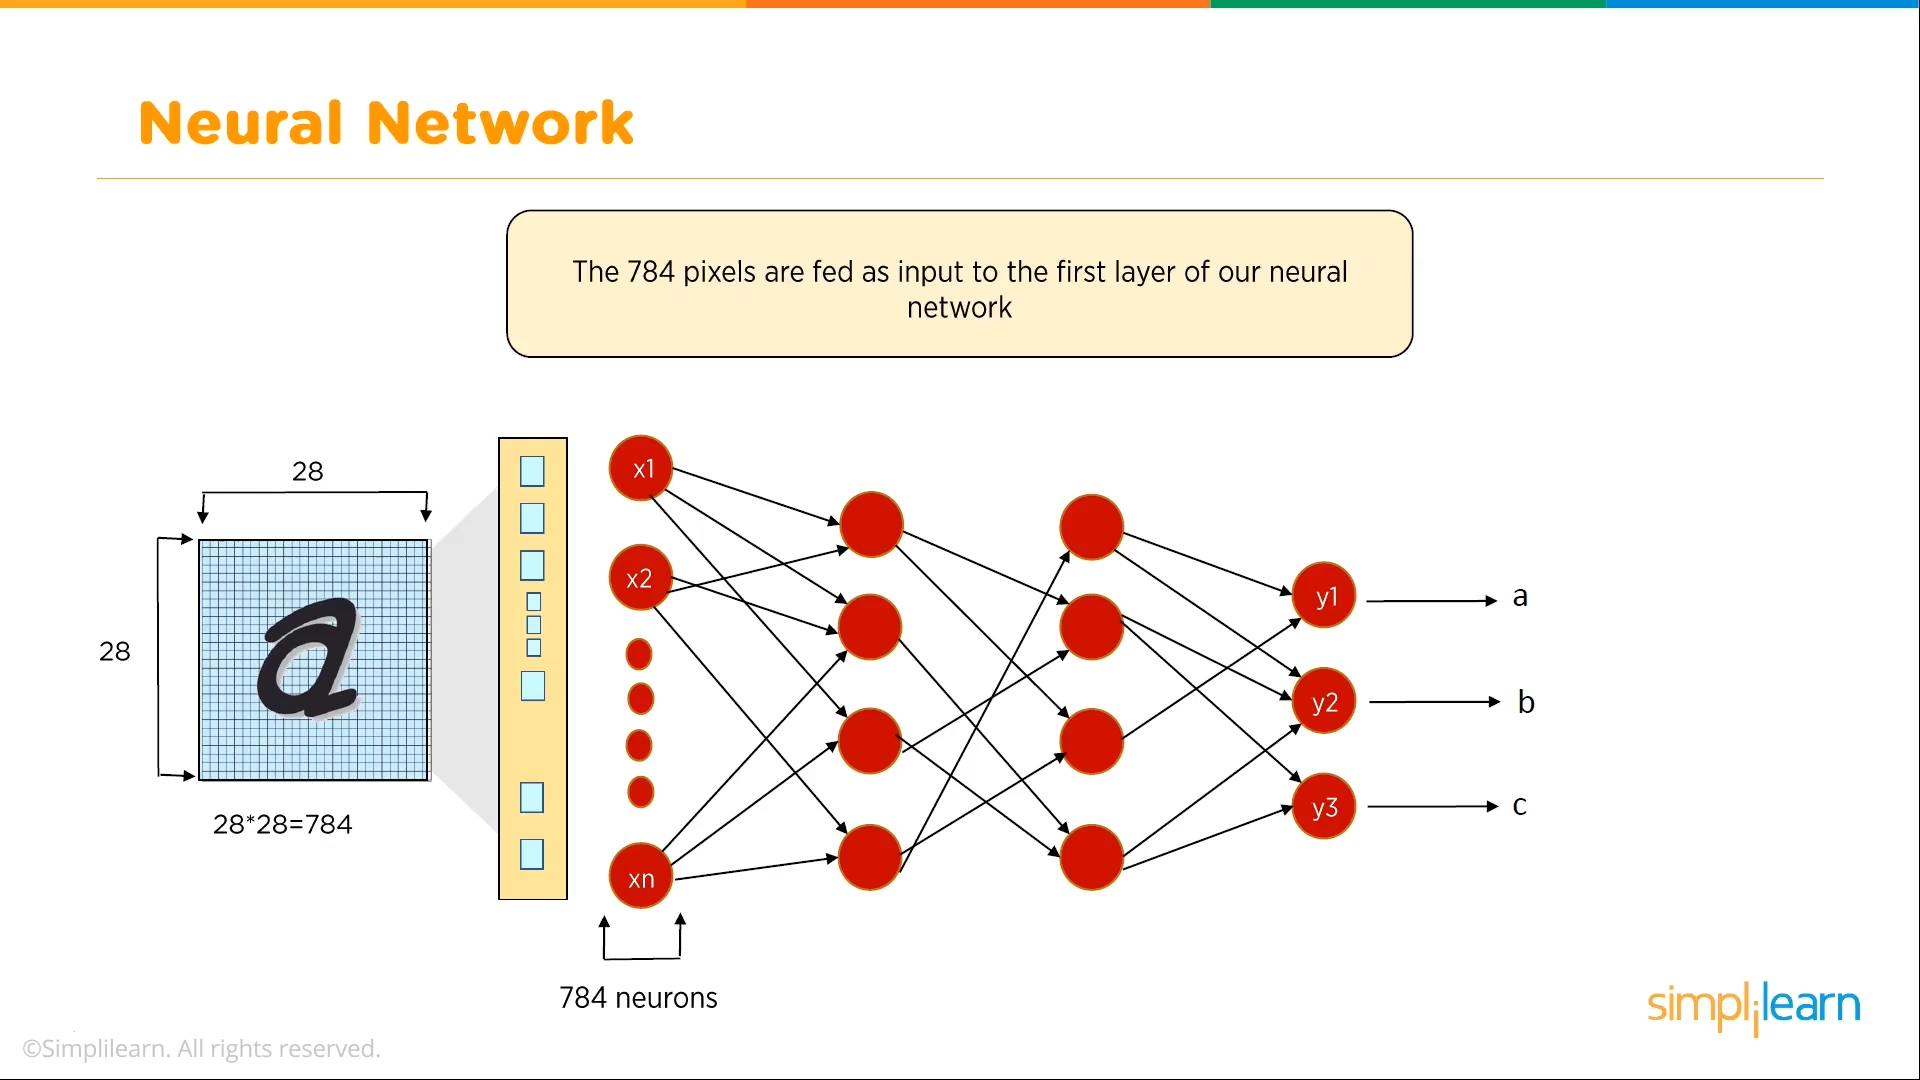 Neural Network
The 784 pixels are fed as input to the first layer of our neural
network
28
28
a
28*28=784
x1
x2
xn
784 neurons
y1
y2
y3
a
b
c
simplilearn
©Simplilearn. All rights reserved.